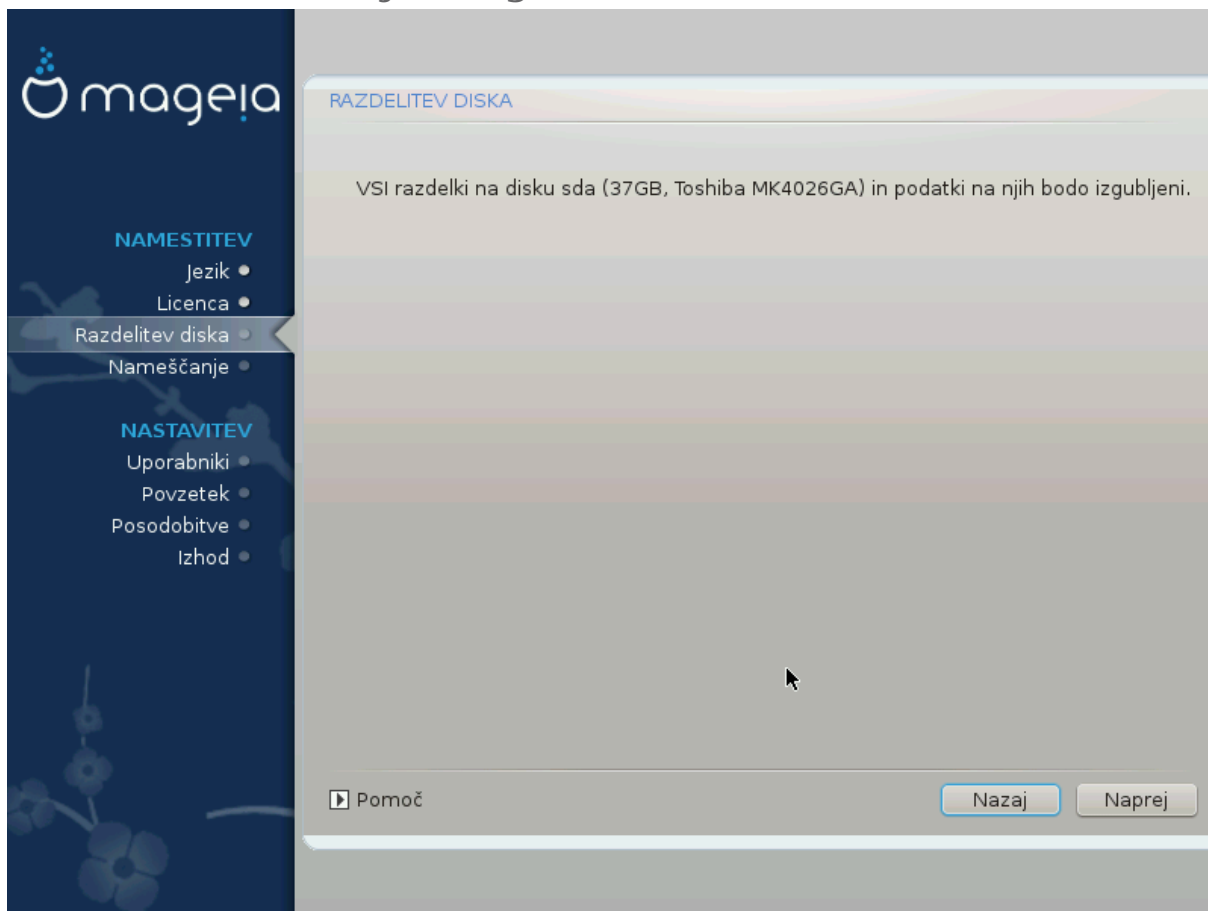 mageia
RAZDELITEV DISKA
VSI razdelki na disku sda (37GB, Toshiba MK4026GA) in podatki na njih bodo izgubljeni.
NAMESTITEV
Jezik
Licenca
Razdelitev diska
Nameščanje
NASTAVITEV
Uporabniki
Povzetek
Posodobitve
Izhod
Pomoč
Nazaj
Naprej